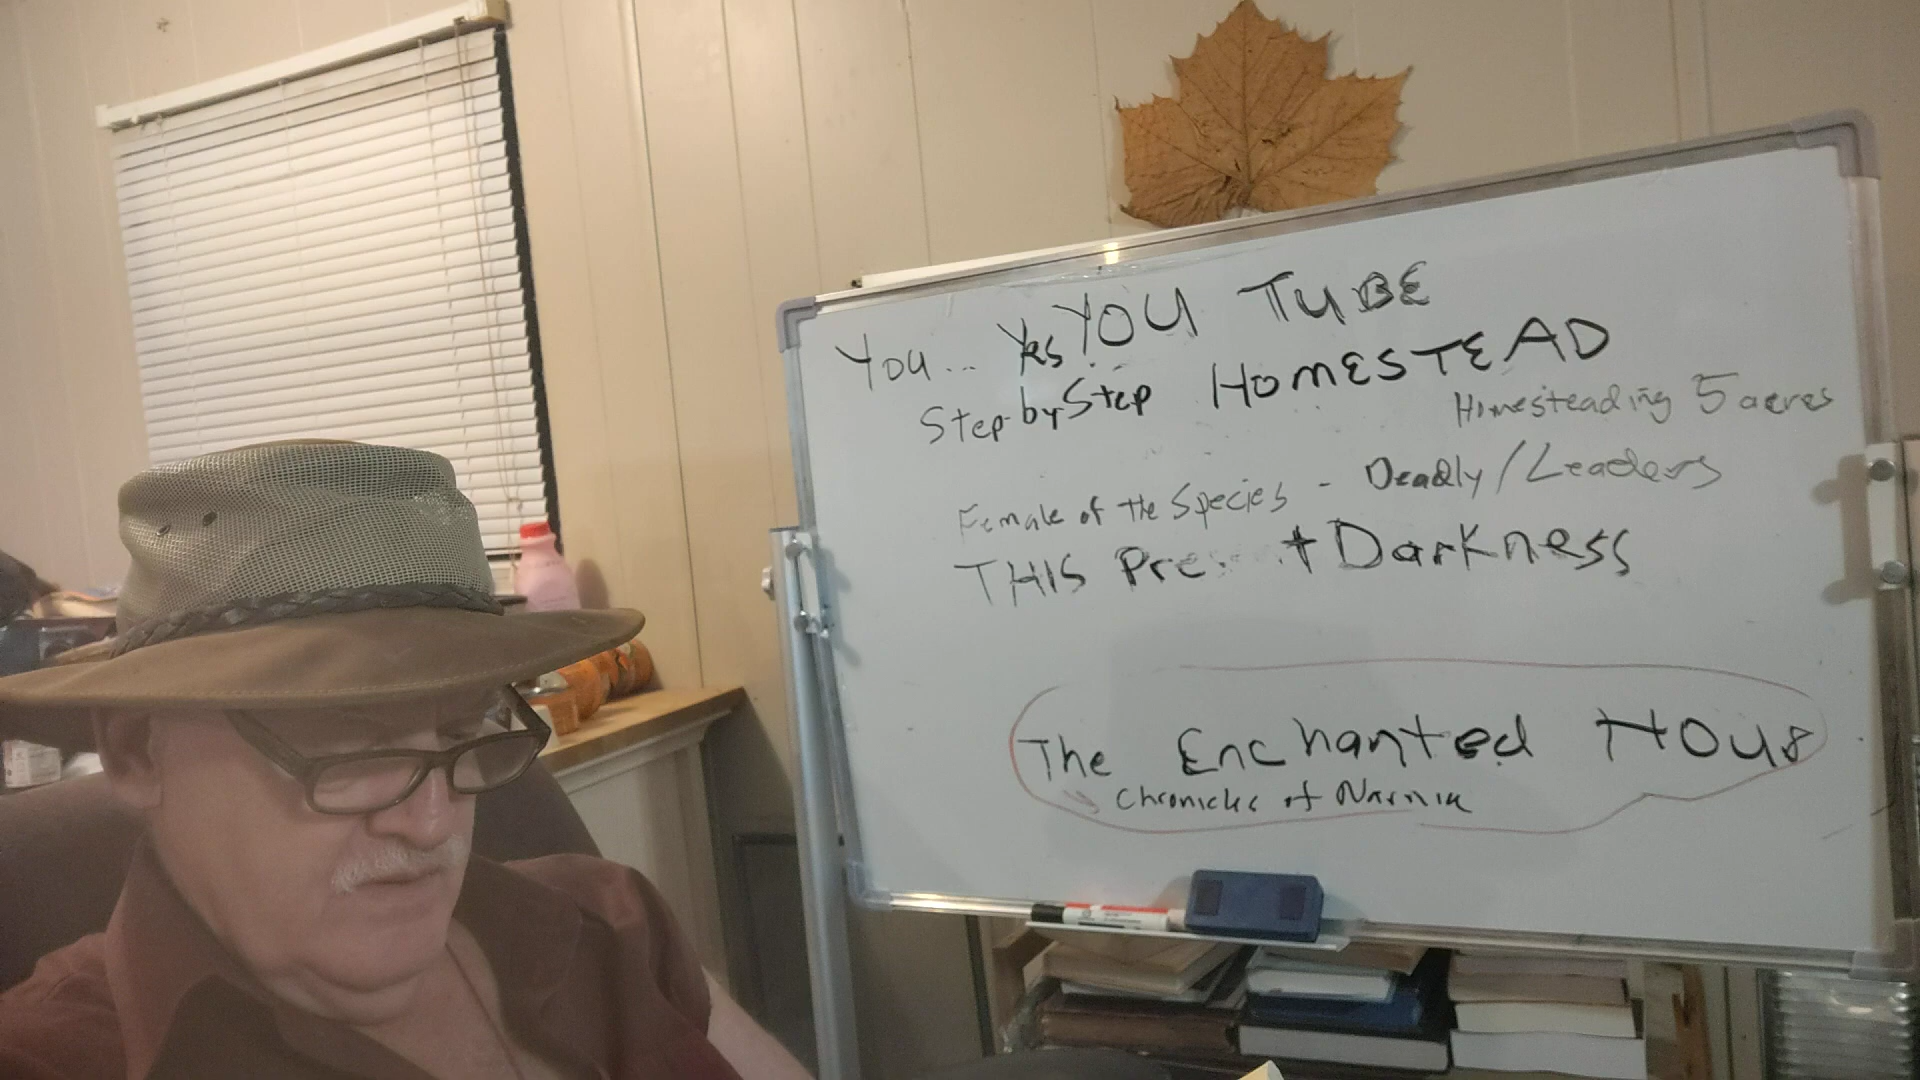 You... Yes YOU TUBE
Step-by Step HOMESTEAD
Homesteading 5 acres
Female of the Species - Deadly/Leaders
THIS Pres t Darkness
The Enchanted HOUR
Chronicles of Narnia